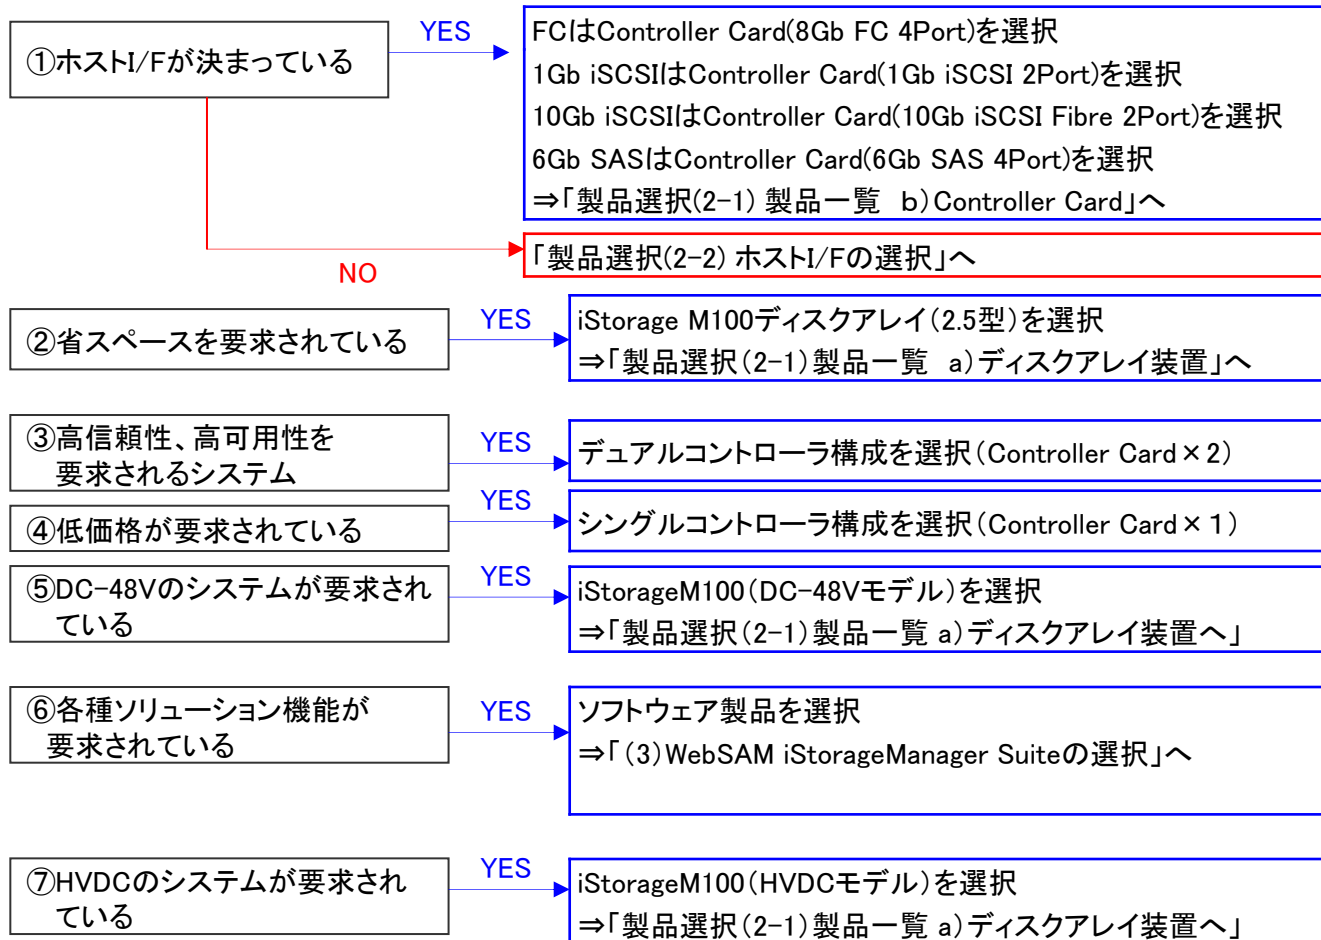 ①ホストI/Fが決まっている
YES
FCはController Card(8Gb FC 4Port)を選択
1Gb iSCSIはController Card(1Gb iSCSI 2Port)を選択
10Gb iSCSIはController Card(10Gb iSCSI Fibre 2Port)を選択
6Gb SASはController Card(6Gb SAS 4Port)を選択
⇒「製品選択(2-1) 製品一覧　b)Controller Card」へ
NO
「製品選択(2-2) ホストI/Fの選択」へ
②省スペースを要求されている
YES
iStorage M100ディスクアレイ（2.5型）を選択
⇒「製品選択（2-1）製品一覧　a）ディスクアレイ装置」へ
③高信頼性、高可用性を
要求されるシステム
YES
デュアルコントローラ構成を選択（Controller Card×2）
④低価格が要求されている
YES
シングルコントローラ構成を選択（Controller Card×１）
⑤DC-48Vのシステムが要求され
ている
YES
iStorageM100（DC-48Vモデル）を選択
⇒「製品選択（2-1）製品一覧 a）ディスクアレイ装置へ」
⑥各種ソリューション機能が
要求されている
YES
ソフトウェア製品を選択
⇒「（3）WebSAM iStorageManager Suiteの選択」へ
⑦HVDCのシステムが要求され
ている
YES
iStorageM100（HVDCモデル）を選択
⇒「製品選択（2-1）製品一覧 a）ディスクアレイ装置へ」